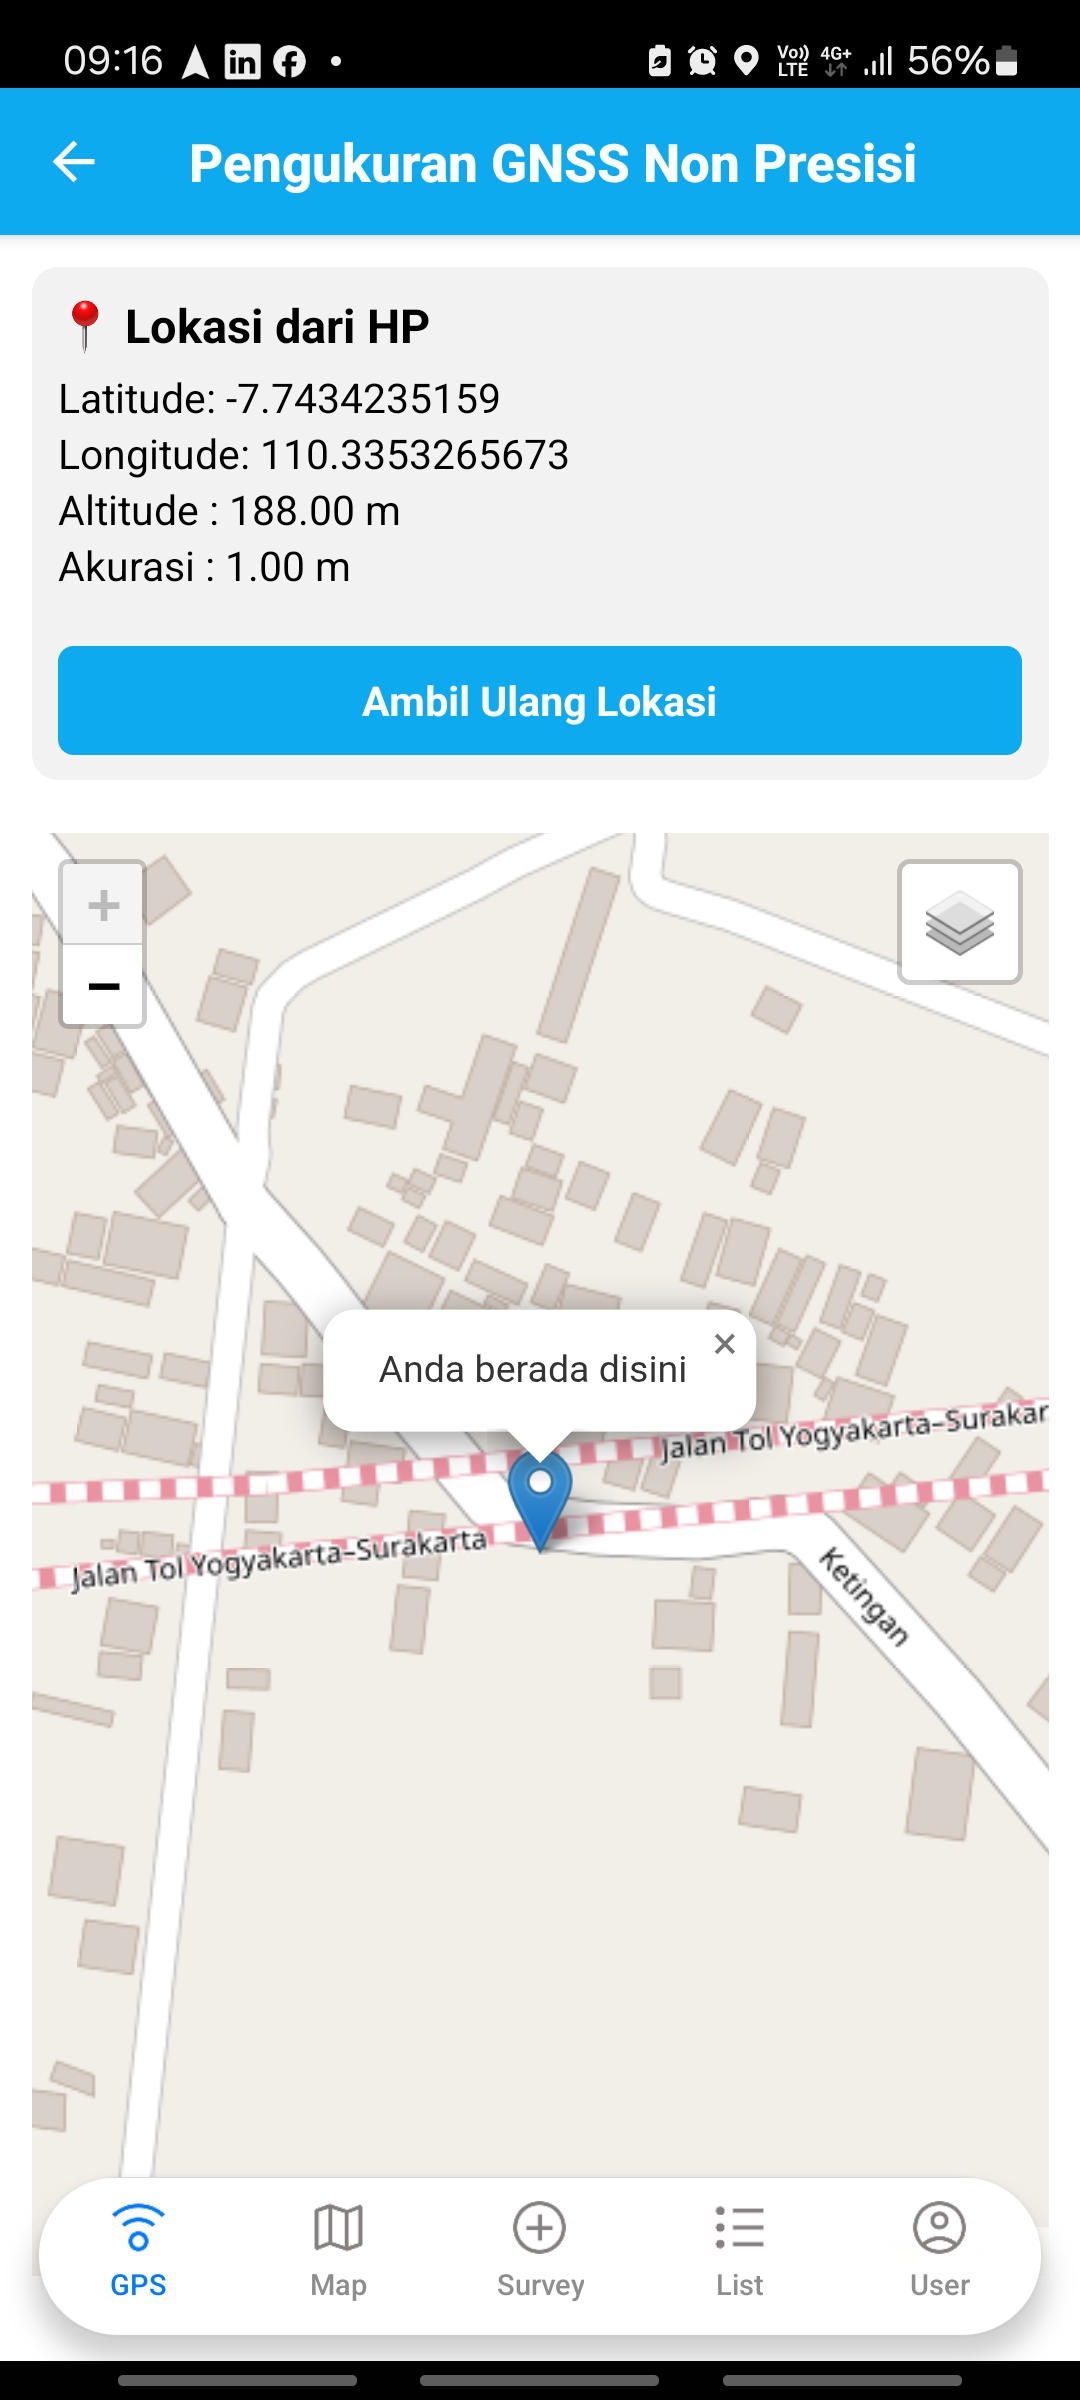 09:16
Vo)) LTE 4G+ 56%
Pengukuran GNSS Non Presisi
Lokasi dari HP
Latitude: -7.7434235159
Longitude: 110.3353265673
Altitude : 188.00 m
Akurasi : 1.00 m
Ambil Ulang Lokasi
+
−
Anda berada disini ×
Jalan Tol Yogyakarta–Surakar
Jalan Tol Yogyakarta–Surakarta
Ketingan
GPS Map Survey List User